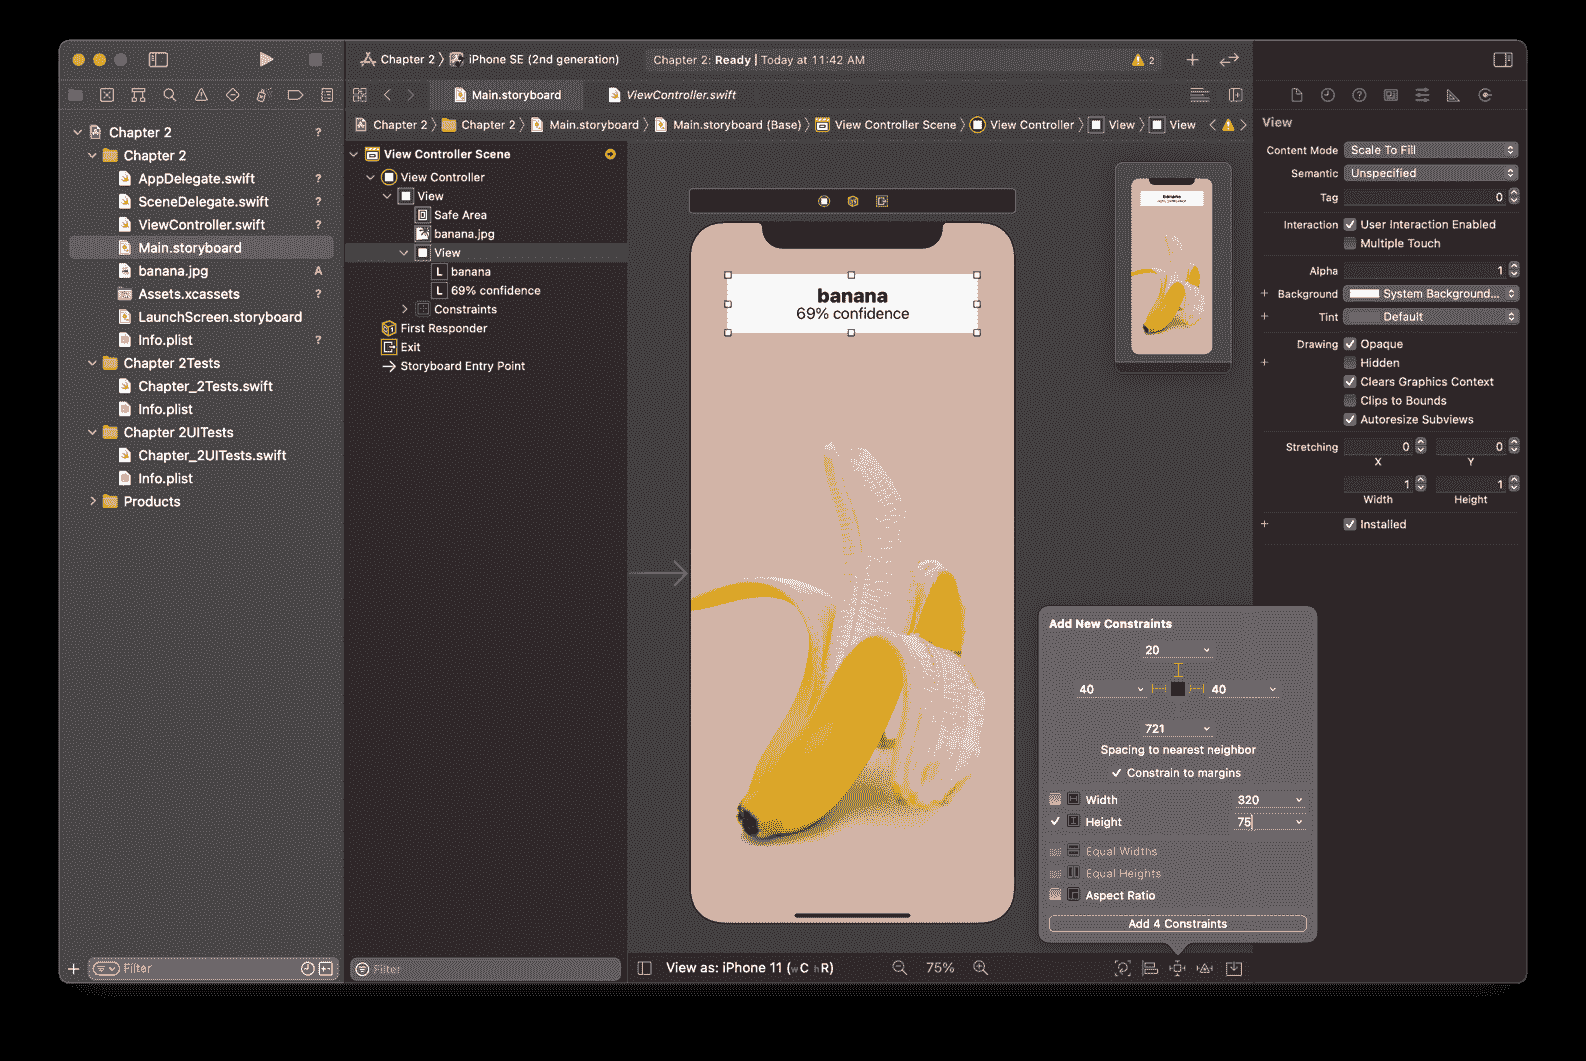 Chapter 2 〉 iPhone SE (2nd generation)
Chapter 2: Ready | Today at 11:42 AM
2
Main.storyboard
ViewController.swift
Chapter 2 〉 Chapter 2 〉 Main.storyboard 〉 Main.storyboard (Base) 〉 View Controller Scene 〉 View Controller 〉 View 〉 View
Chapter 2 ?
Chapter 2
AppDelegate.swift ?
SceneDelegate.swift ?
ViewController.swift ?
Main.storyboard
banana.jpg A
Assets.xcassets ?
LaunchScreen.storyboard
Info.plist ?
Chapter 2Tests
Chapter_2Tests.swift
Info.plist
Chapter 2UITests
Chapter_2UITests.swift
Info.plist
Products
Filter
View Controller Scene
View Controller
View
Safe Area
banana.jpg
View
L banana
L 69% confidence
Constraints
First Responder
Exit
Storyboard Entry Point
Filter
banana
69% confidence
banana
69% confidence
View as: iPhone 11 (wC hR)
75%
View
Content Mode Scale To Fill
Semantic Unspecified
Tag 0
Interaction User Interaction Enabled
Multiple Touch
Alpha 1
Background System Background...
Tint Default
Drawing Opaque
Hidden
Clears Graphics Context
Clips to Bounds
Autoresize Subviews
Stretching 0 0
X Y
1 1
Width Height
Installed
Add New Constraints
20
40 40
721
Spacing to nearest neighbor
Constrain to margins
Width 320
Height 75
Equal Widths
Equal Heights
Aspect Ratio
Add 4 Constraints